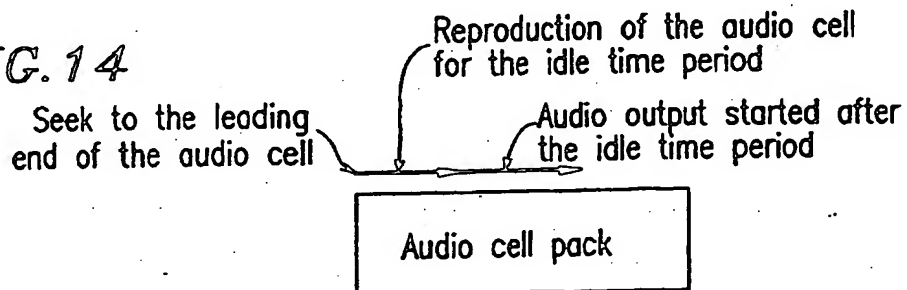 G. 14
Reproduction of the audio cell
for the idle time period
Seek to the leading
end of the audio cell
Audio output started after
the idle time period
Audio cell pack